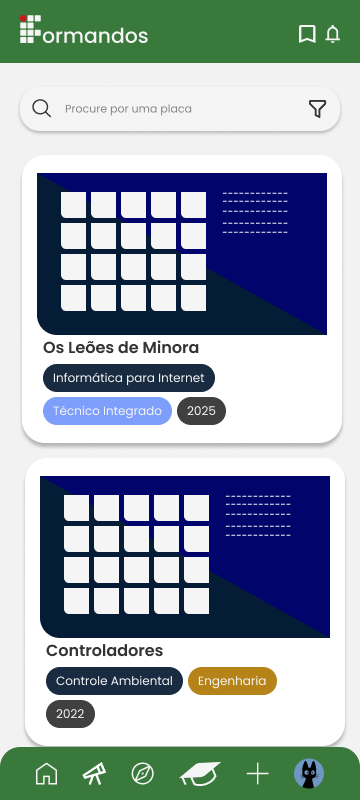 Formandos
Procure por uma placa
Os Leões de Minora
Informática para Internet
Técnico Integrado 2025
Controladores
Controle Ambiental Engenharia
2022